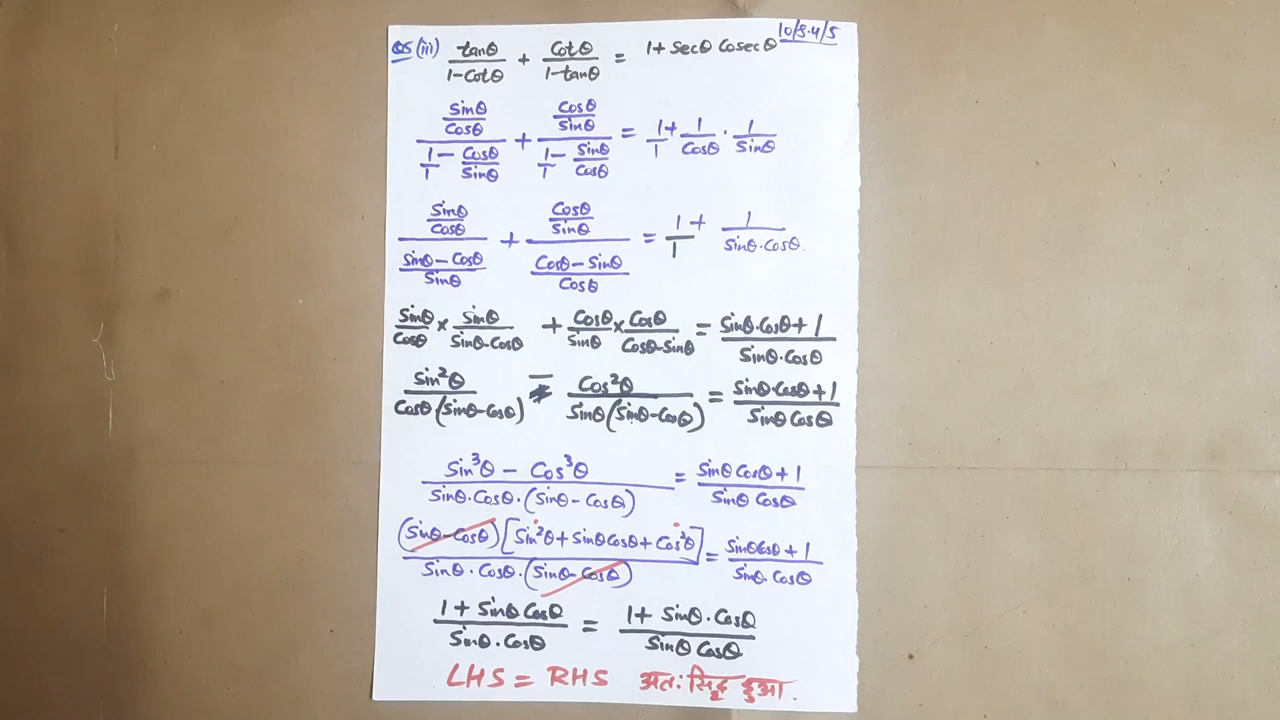 10/8.4/5
Q5 (iii) tanθ/(1-cotθ) + Cotθ/(1-tanθ) = 1+secθ Cosecθ
(Sinθ/Cosθ)/(1/1 - Cosθ/Sinθ) + (Cosθ/Sinθ)/(1/1 - Sinθ/Cosθ) = 1/1 + 1/Cosθ · 1/Sinθ
(Sinθ/Cosθ)/((Sinθ-Cosθ)/Sinθ) + (Cosθ/Sinθ)/((Cosθ-Sinθ)/Cosθ) = 1/1 + 1/(Sinθ·Cosθ)
Sinθ/Cosθ × Sinθ/(Sinθ-Cosθ) + Cosθ/Sinθ × Cosθ/(Cosθ-Sinθ) = (Sinθ·Cosθ+1)/(Sinθ·Cosθ)
Sin²θ/(Cosθ(Sinθ-Cosθ)) - Cos²θ/(Sinθ(Sinθ-Cosθ)) = (Sinθ·Cosθ+1)/(Sinθ Cosθ)
(Sin³θ - Cos³θ)/(Sinθ·Cosθ·(Sinθ-Cosθ)) = (Sinθ Cosθ+1)/(Sinθ Cosθ)
(Sinθ-Cosθ)[Sin²θ+SinθCosθ+Cos²θ]/(Sinθ·Cosθ·(Sinθ-Cosθ)) = (SinθCosθ+1)/(Sinθ·Cosθ)
(1+SinθCosθ)/(Sinθ·Cosθ) = (1+Sinθ·Cosθ)/(Sinθ Cosθ)
LHS = RHS अतः सिद्ध हुआ.